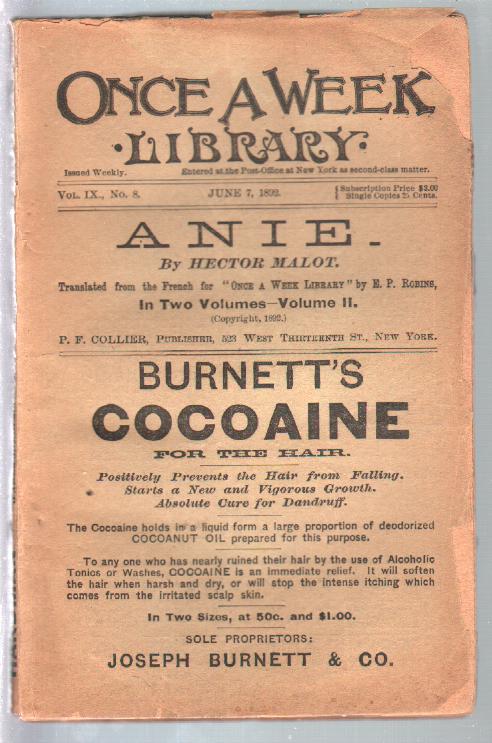 ONCE A WEEK
·LIBRARY·
Issued Weekly. Entered at the Post-Office at New York as second-class matter.
VOL. IX., No. 8. JUNE 7, 1892. { Subscription Price $3.00
Single Copies 25 Cents.
ANIE.
By HECTOR MALOT.
Translated from the French for "ONCE A WEEK LIBRARY" by E. P. ROBINS,
In Two Volumes—Volume II.
(Copyright, 1892.)
P. F. COLLIER, PUBLISHER, 523 WEST THIRTEENTH ST., NEW YORK.
BURNETT'S
COCOAINE
FOR THE HAIR.
Positively Prevents the Hair from Falling.
Starts a New and Vigorous Growth.
Absolute Cure for Dandruff.
The Cocoaine holds in a liquid form a large proportion of deodorized
COCOANUT OIL prepared for this purpose.
To any one who has nearly ruined their hair by the use of Alcoholic
Tonics or Washes, COCOAINE is an immediate relief. It will soften
the hair when harsh and dry, or will stop the intense itching which
comes from the irritated scalp skin.
In Two Sizes, at 50c. and $1.00.
SOLE PROPRIETORS:
JOSEPH BURNETT & CO.